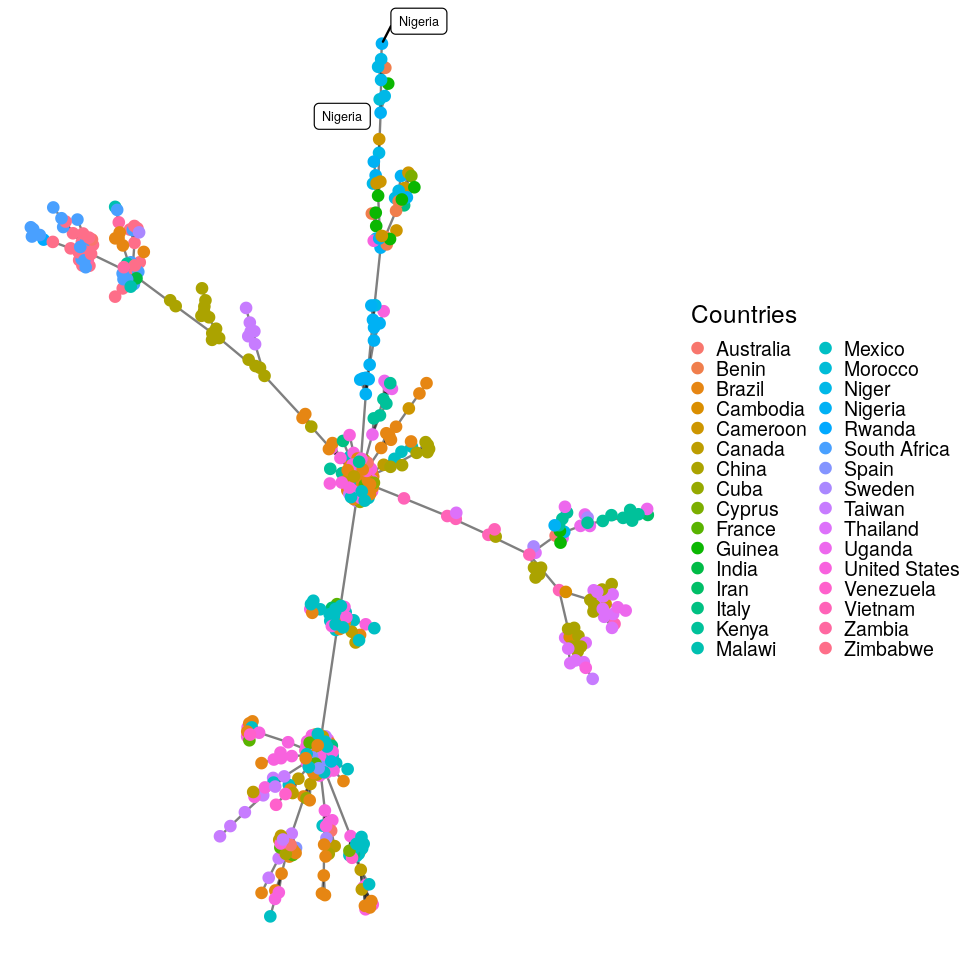 Nigeria
Nigeria
Countries
Australia
Benin
Brazil
Cambodia
Cameroon
Canada
China
Cuba
Cyprus
France
Guinea
India
Iran
Italy
Kenya
Malawi
Mexico
Morocco
Niger
Nigeria
Rwanda
South Africa
Spain
Sweden
Taiwan
Thailand
Uganda
United States
Venezuela
Vietnam
Zambia
Zimbabwe